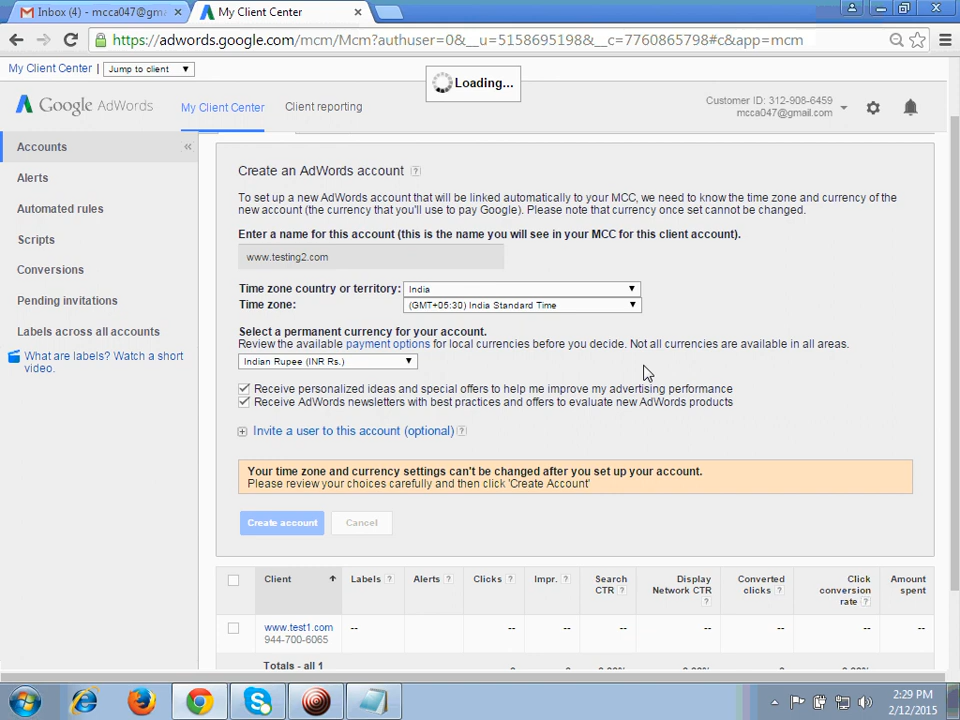 Inbox (4) - mcca047@gma
My Client Center
https://adwords.google.com/mcm/Mcm?authuser=0&__u=5158695198&__c=7760865798#c&app=mcm
My Client Center | Jump to client
Loading...
Google AdWords
My Client Center
Client reporting
Customer ID: 312-908-6459
mcca047@gmail.com
Accounts
«
Alerts
Automated rules
Scripts
Conversions
Pending invitations
Labels across all accounts
What are labels? Watch a short
video.
Create an AdWords account ?
To set up a new AdWords account that will be linked automatically to your MCC, we need to know the time zone and currency of the
new account (the currency that you'll use to pay Google). Please note that currency once set cannot be changed.
Enter a name for this account (this is the name you will see in your MCC for this client account).
www.testing2.com
Time zone country or territory: India
Time zone: (GMT+05:30) India Standard Time
Select a permanent currency for your account.
Review the available payment options for local currencies before you decide. Not all currencies are available in all areas.
Indian Rupee (INR Rs.)
Receive personalized ideas and special offers to help me improve my advertising performance
Receive AdWords newsletters with best practices and offers to evaluate new AdWords products
Invite a user to this account (optional) ?
Your time zone and currency settings can't be changed after you set up your account.
Please review your choices carefully and then click 'Create Account'
Create account
Cancel
Client
Labels ?
Alerts ?
Clicks ?
Impr. ?
Search
CTR ?
Display
Network CTR
?
Converted
clicks ?
Click
conversion
rate ?
Amount
spent
www.test1.com
944-700-6065
-- -- -- -- -- -- -- --
Totals - all 1
2:29 PM
2/12/2015